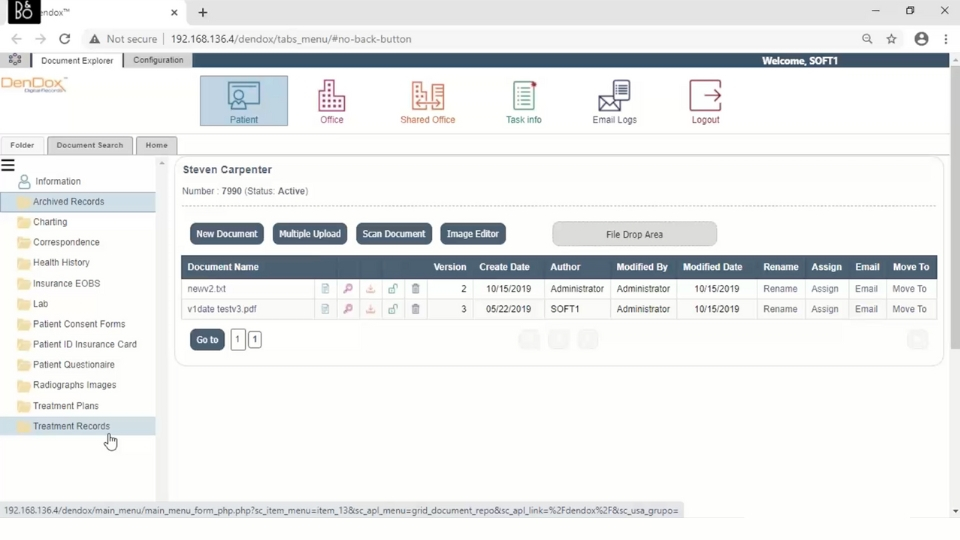 B&BO
endox™
Not secure
192.168.136.4/dendox/tabs_menu/#no-back-button
Document Explorer
Configuration
Welcome, SOFT1
DenDox™
DigitalRecords
Patient
Office
Shared Office
Task info
Email Logs
Logout
Folder
Document Search
Home
Information
Archived Records
Charting
Correspondence
Health History
Insurance EOBS
Lab
Patient Consent Forms
Patient ID Insurance Card
Patient Questionaire
Radiographs Images
Treatment Plans
Treatment Records
Steven Carpenter
Number : 7990 (Status: Active)
New Document Multiple Upload Scan Document Image Editor File Drop Area
Document Name Version Create Date Author Modified By Modified Date Rename Assign Email Move To
newv2.txt 2 10/15/2019 Administrator Administrator 10/15/2019 Rename Assign Email Move To
v1date testv3.pdf 3 05/22/2019 SOFT1 Administrator 10/15/2019 Rename Assign Email Move To
Go to 1 1
192.168.136.4/dendox/main_menu/main_menu_form_php.php?sc_item_menu=item_13&sc_apl_menu=grid_document_repo&sc_apl_link=%2Fdendox%2F&sc_usa_grupo=